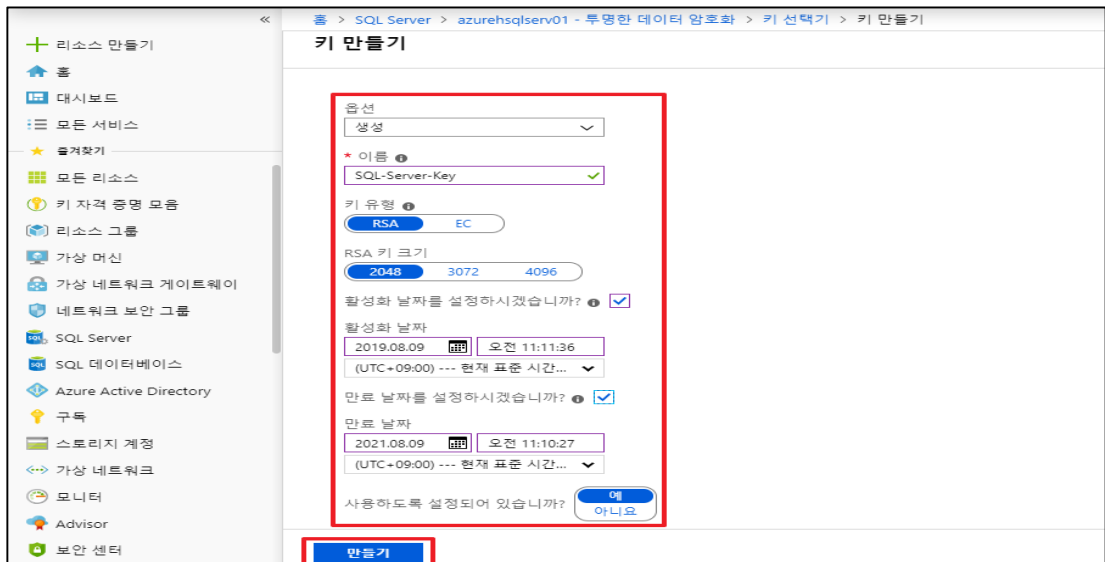 «
홈 > SQL Server > azurehsqlserv01 - 투명한 데이터 암호화 > 키 선택기 > 키 만들기
키 만들기
리소스 만들기
홈
대시보드
모든 서비스
즐겨찾기
모든 리소스
키 자격 증명 모음
리소스 그룹
가상 머신
가상 네트워크 게이트웨이
네트워크 보안 그룹
SQL Server
SQL 데이터베이스
Azure Active Directory
구독
스토리지 계정
가상 네트워크
모니터
Advisor
보안 센터
옵션
생성
* 이름
SQL-Server-Key
키 유형
RSA EC
RSA 키 크기
2048 3072 4096
활성화 날짜를 설정하시겠습니까?
활성화 날짜
2019.08.09 오전 11:11:36
(UTC+09:00) --- 현재 표준 시간...
만료 날짜를 설정하시겠습니까?
만료 날짜
2021.08.09 오전 11:10:27
(UTC+09:00) --- 현재 표준 시간...
사용하도록 설정되어 있습니까? 예
아니요
만들기